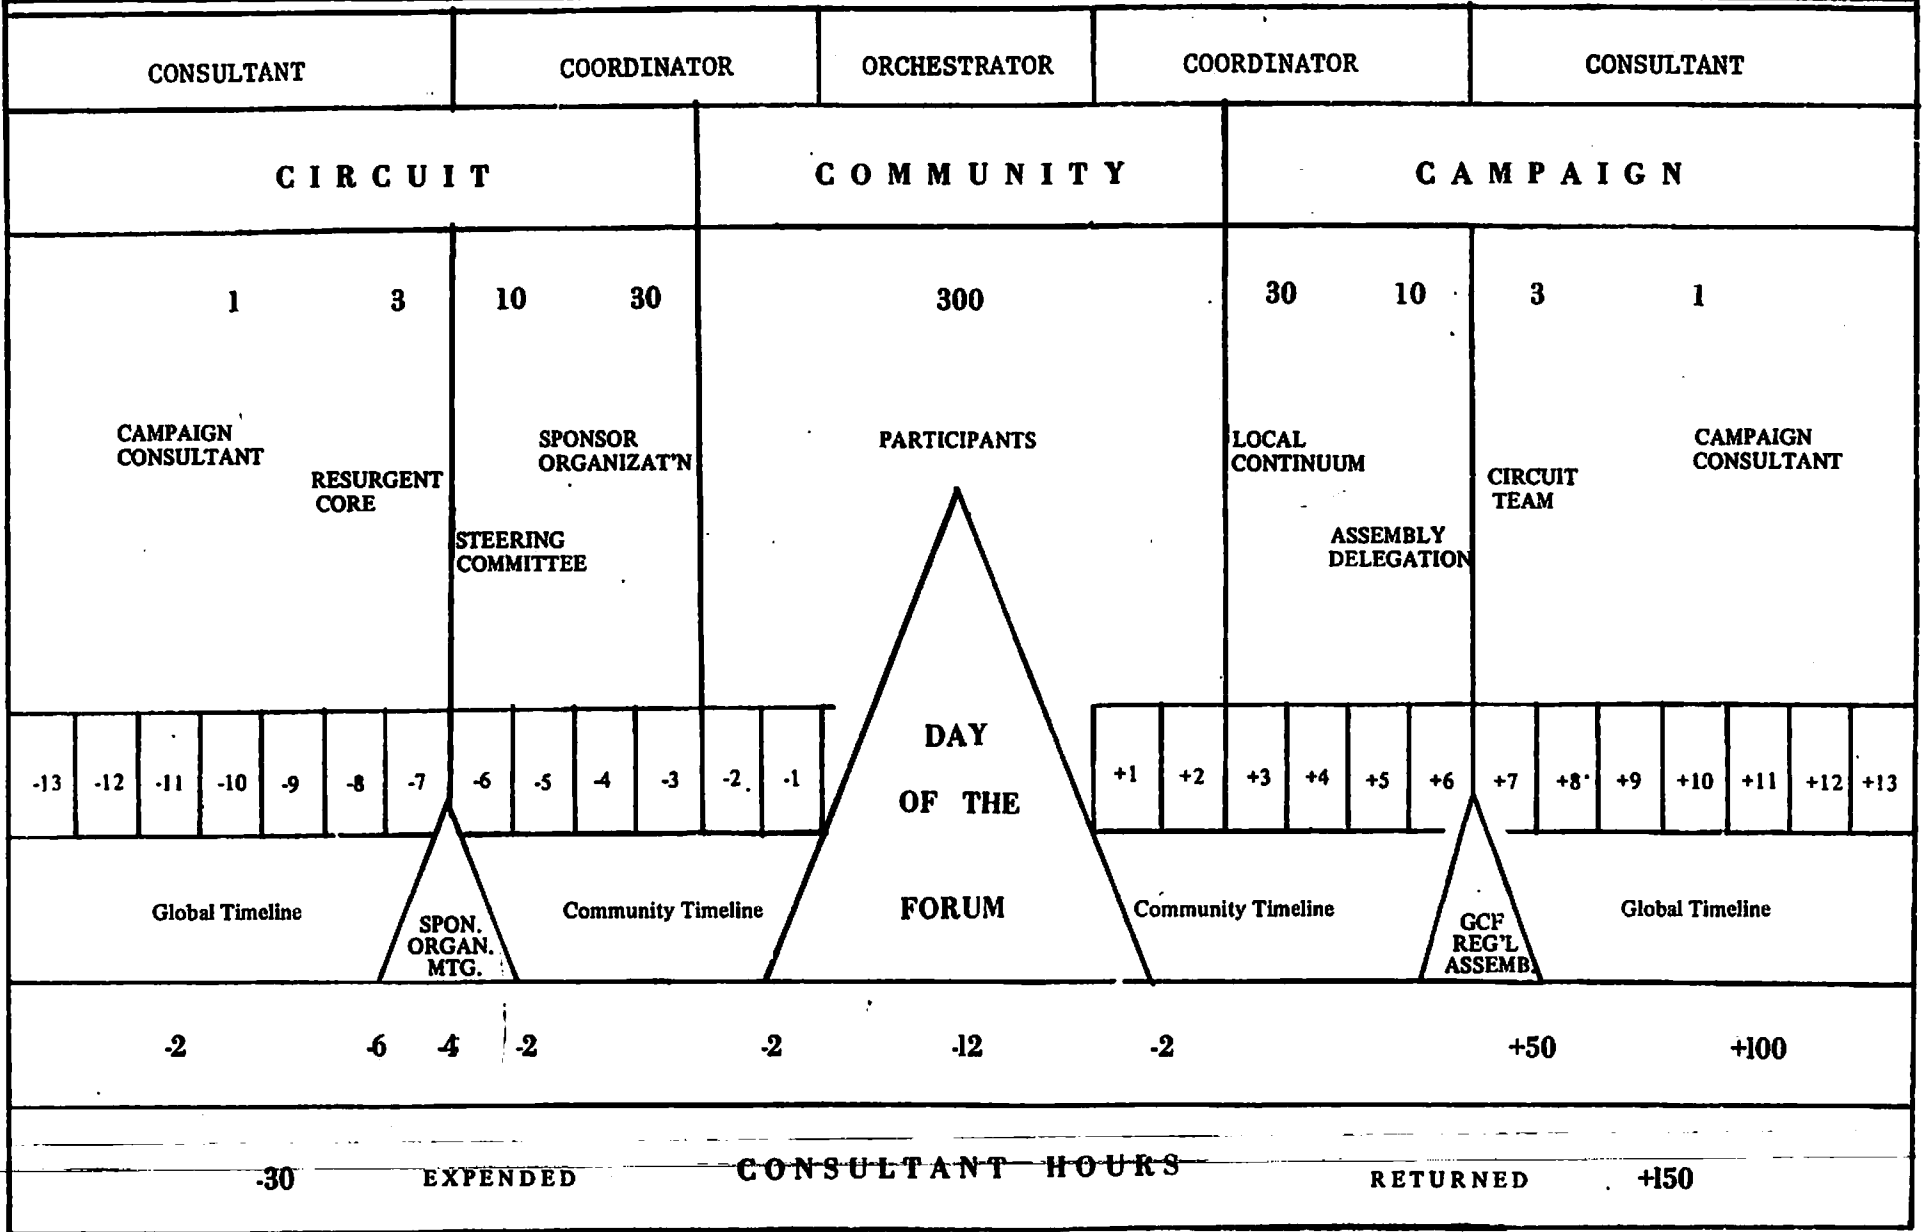 CONSULTANT COORDINATOR ORCHESTRATOR COORDINATOR CONSULTANT
CIRCUIT COMMUNITY CAMPAIGN
1 3 10 30 300 30 10 3 1
CAMPAIGN
CONSULTANT
RESURGENT
CORE
STEERING
COMMITTEE
SPONSOR
ORGANIZAT'N
PARTICIPANTS
LOCAL
CONTINUUM
ASSEMBLY
DELEGATION
CIRCUIT
TEAM
CAMPAIGN
CONSULTANT
-13 -12 -11 -10 -9 -8 -7 -6 -5 -4 -3 -2 -1
DAY
OF THE
FORUM
+1 +2 +3 +4 +5 +6 +7 +8 +9 +10 +11 +12 +13
Global Timeline
SPON.
ORGAN.
MTG.
Community Timeline
Community Timeline
GCF
REG'L
ASSEMB.
Global Timeline
-2 -6 -4 -2 -2 -12 -2 +50 +100
-30 EXPENDED CONSULTANT HOURS RETURNED +150